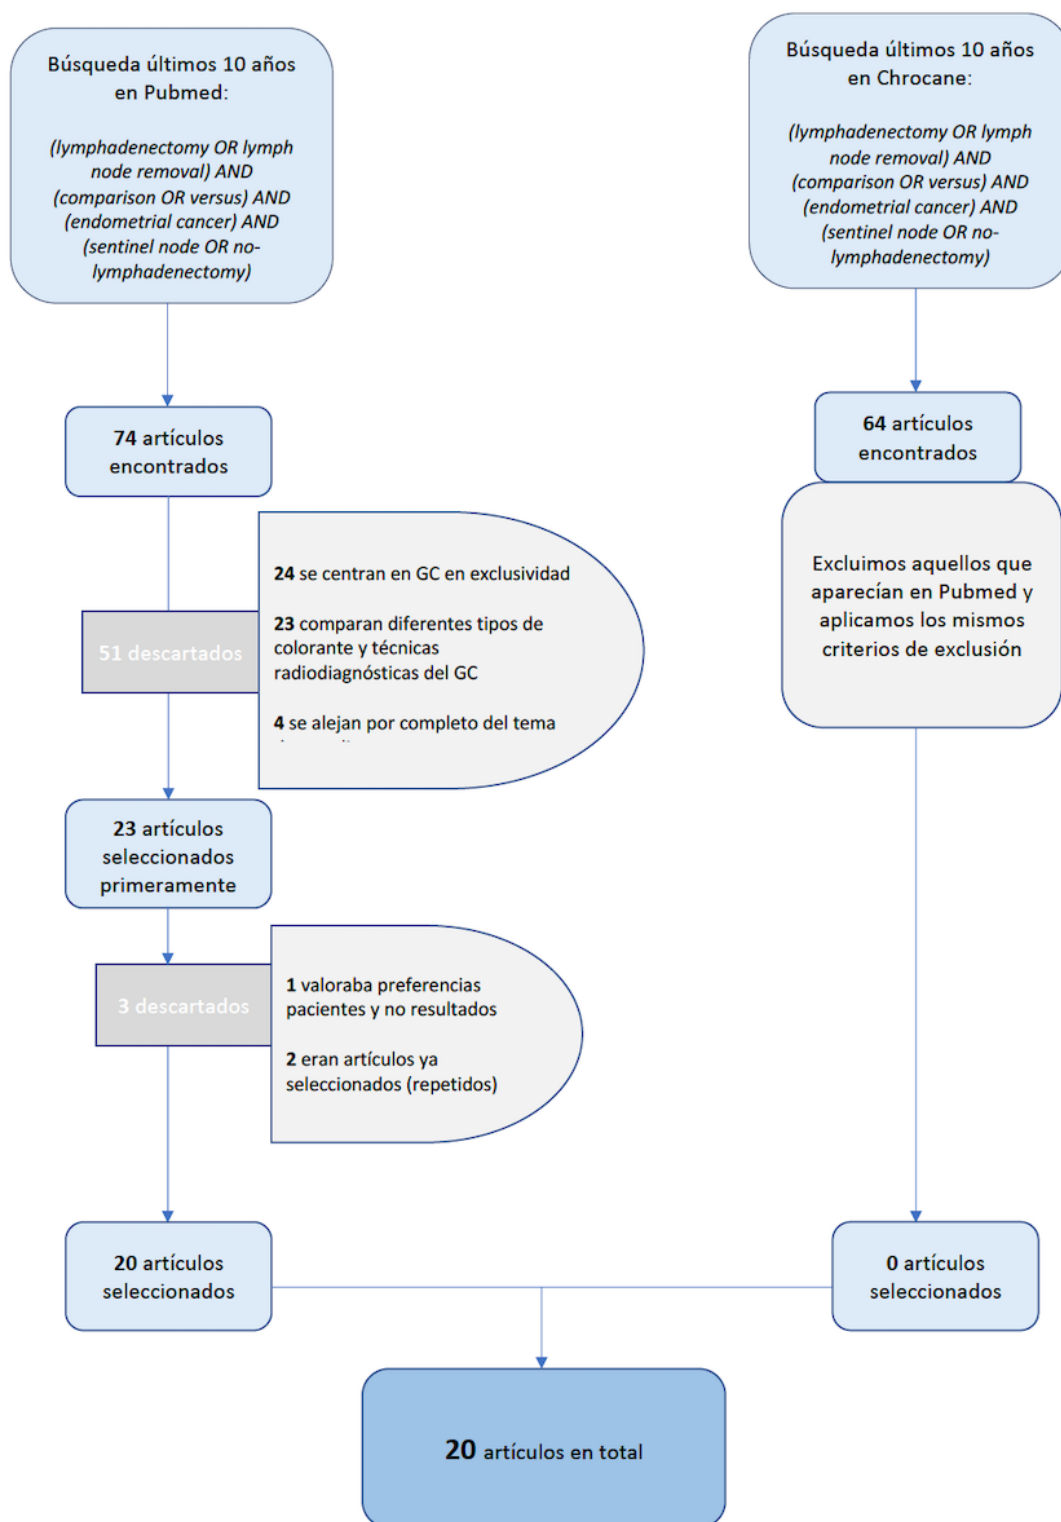 Búsqueda últimos 10 años
en Pubmed:
(lymphadenectomy OR lymph
node removal) AND
(comparison OR versus) AND
(endometrial cancer) AND
(sentinel node OR no-
lymphadenectomy)
Búsqueda últimos 10 años
en Chrocane:
(lymphadenectomy OR lymph
node removal) AND
(comparison OR versus) AND
(endometrial cancer) AND
(sentinel node OR no-
lymphadenectomy)
74 artículos
encontrados
64 artículos
encontrados
24 se centran en GC en exclusividad
23 comparan diferentes tipos de
colorante y técnicas
radiodiagnósticas del GC
4 se alejan por completo del tema
51 descartados
Excluimos aquellos que
aparecían en Pubmed y
aplicamos los mismos
criterios de exclusión
23 artículos
seleccionados
primeramente
3 descartados
1 valoraba preferencias
pacientes y no resultados
2 eran artículos ya
seleccionados (repetidos)
20 artículos
seleccionados
0 artículos
seleccionados
20 artículos en total